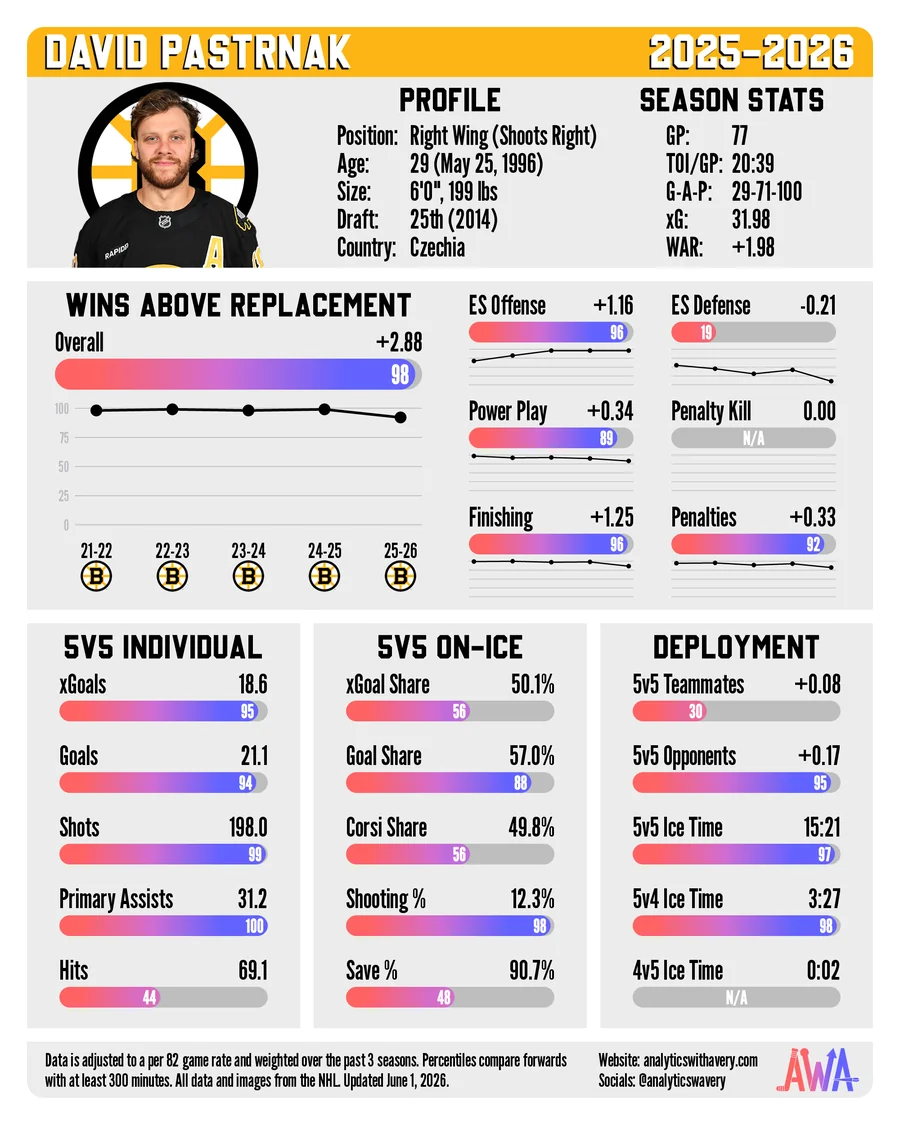 DAVID PASTRNAK 2025-2026
PROFILE
Position: Right Wing (Shoots Right)
Age: 29 (May 25, 1996)
Size: 6'0", 199 lbs
Draft: 25th (2014)
Country: Czechia
SEASON STATS
GP: 77
TOI/GP: 20:39
G-A-P: 29-71-100
xG: 31.98
WAR: +1.98
RAPID7
A
WINS ABOVE REPLACEMENT
Overall +2.88
98
100
75
50
25
0
21-22 22-23 23-24 24-25 25-26
B B B B B
ES Offense +1.16
96
ES Defense -0.21
19
Power Play +0.34
89
Penalty Kill 0.00
N/A
Finishing +1.25
96
Penalties +0.33
92
5V5 INDIVIDUAL
xGoals 18.6
95
Goals 21.1
94
Shots 198.0
99
Primary Assists 31.2
100
Hits 69.1
44
5V5 ON-ICE
xGoal Share 50.1%
56
Goal Share 57.0%
88
Corsi Share 49.8%
56
Shooting % 12.3%
98
Save % 90.7%
48
DEPLOYMENT
5v5 Teammates +0.08
30
5v5 Opponents +0.17
95
5v5 Ice Time 15:21
97
5v4 Ice Time 3:27
98
4v5 Ice Time 0:02
N/A
Data is adjusted to a per 82 game rate and weighted over the past 3 seasons. Percentiles compare forwards
with at least 300 minutes. All data and images from the NHL. Updated June 1, 2026.
Website: analyticswithavery.com
Socials: @analyticswavery
AWA